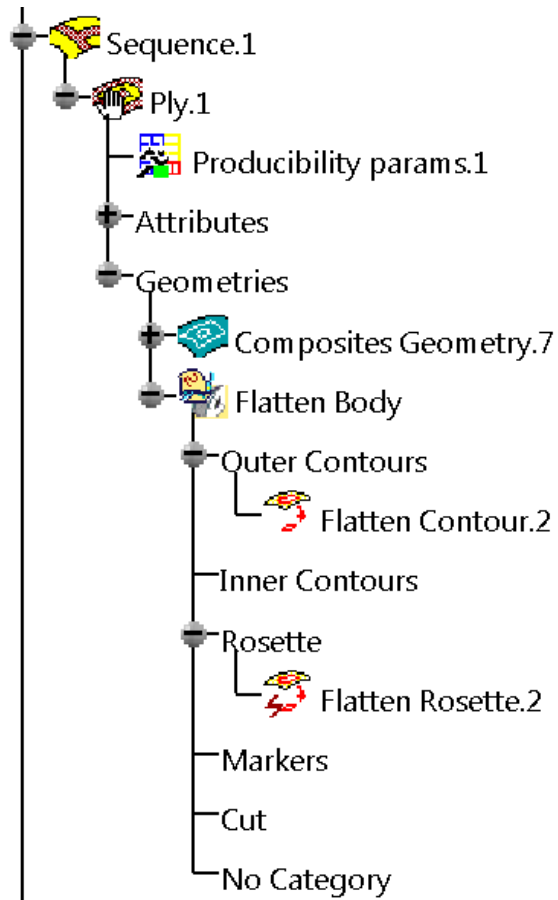 Sequence.1
Ply.1
Producibility params.1
Attributes
Geometries
Composites Geometry.7
Flatten Body
Outer Contours
Flatten Contour.2
Inner Contours
Rosette
Flatten Rosette.2
Markers
Cut
No Category